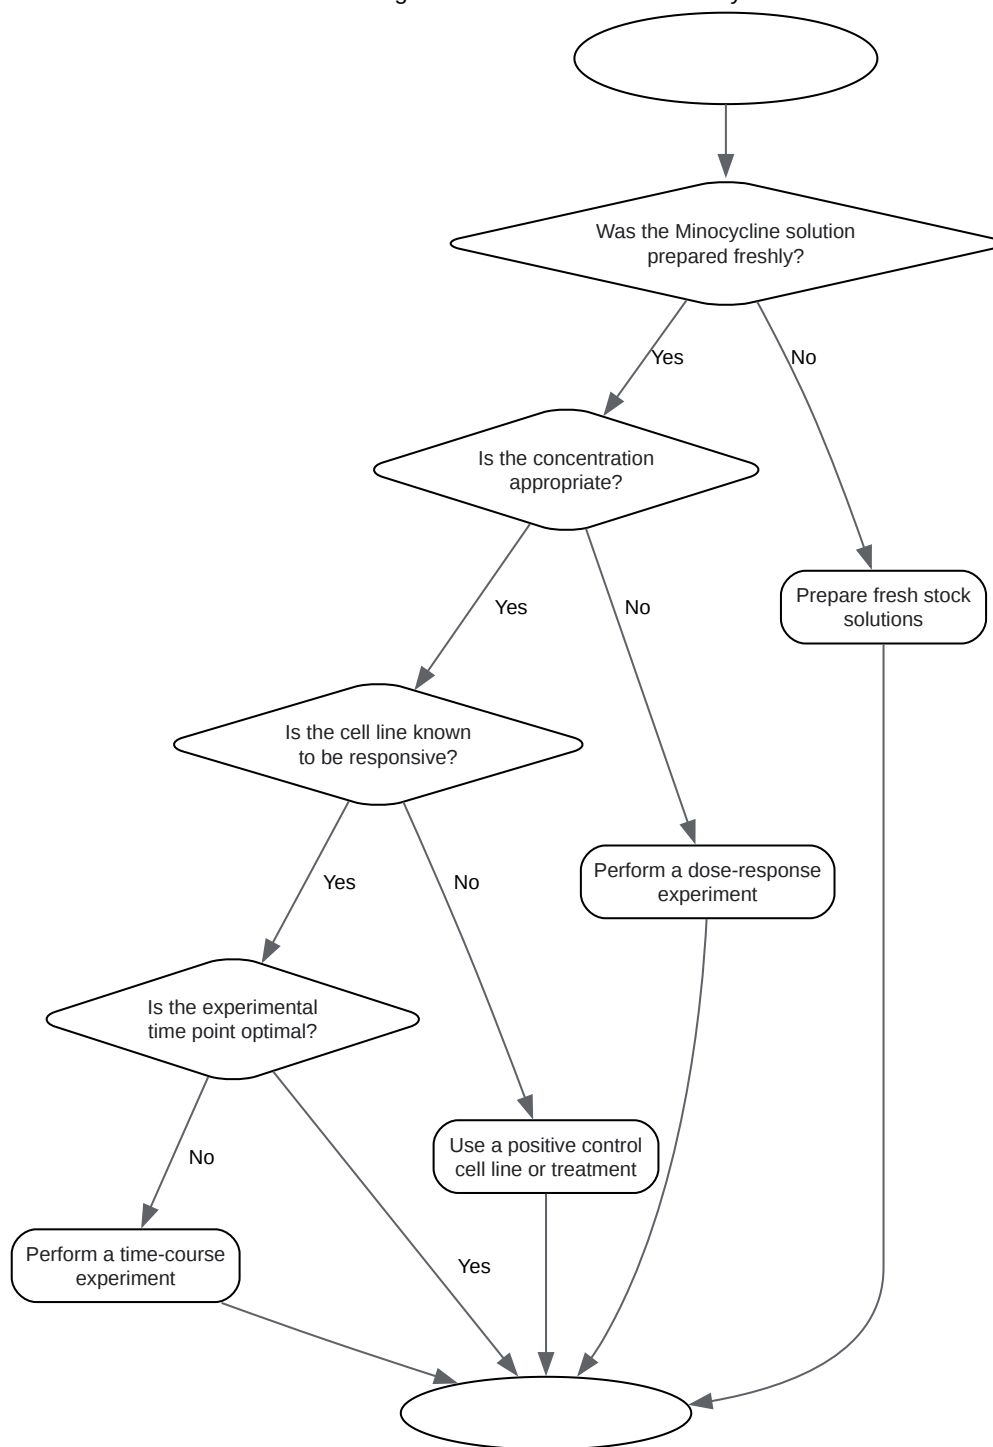 Was the Minocycline solution
prepared freshly?
Yes
No
Is the concentration
appropriate?
Yes
No
Prepare fresh stock
solutions
Is the cell line known
to be responsive?
Yes
No
Perform a dose-response
experiment
Is the experimental
time point optimal?
No
Yes
Use a positive control
cell line or treatment
Perform a time-course
experiment